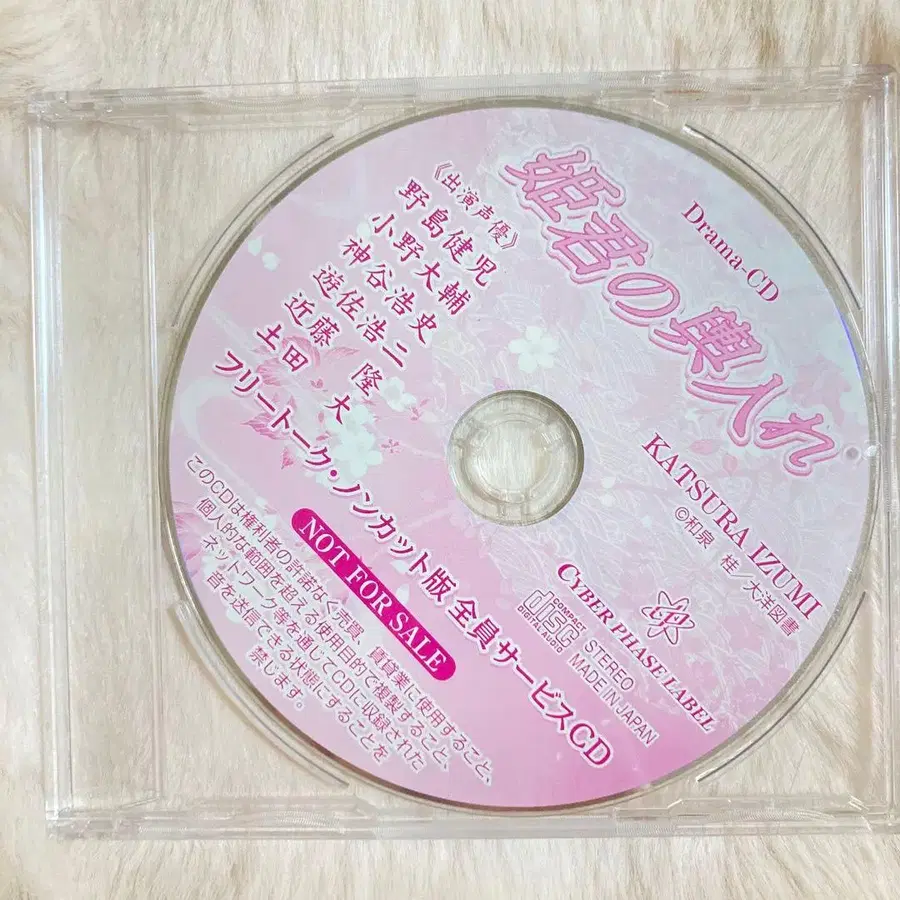 Drama-CD
姫君の輿入れ
KATSURA IZUMI
©和泉 桂／大洋図書
《出演声優》
野島健児
小野大輔
神谷浩史
遊佐浩二
近藤 隆
土田 大
フリートーク・ノンカット版 全員サービスCD
NOT FOR SALE
CYBER PHASE LABEL
COMPACT
disc
DIGITAL AUDIO
STEREO
MADE IN JAPAN
このCDは権利者の許諾なく売買、賃貸業に使用すること、
個人的な範囲を超える使用目的で複製すること、
ネットワーク等を通じてCDに収録された
音を送信できる状態にすることを
禁じます。